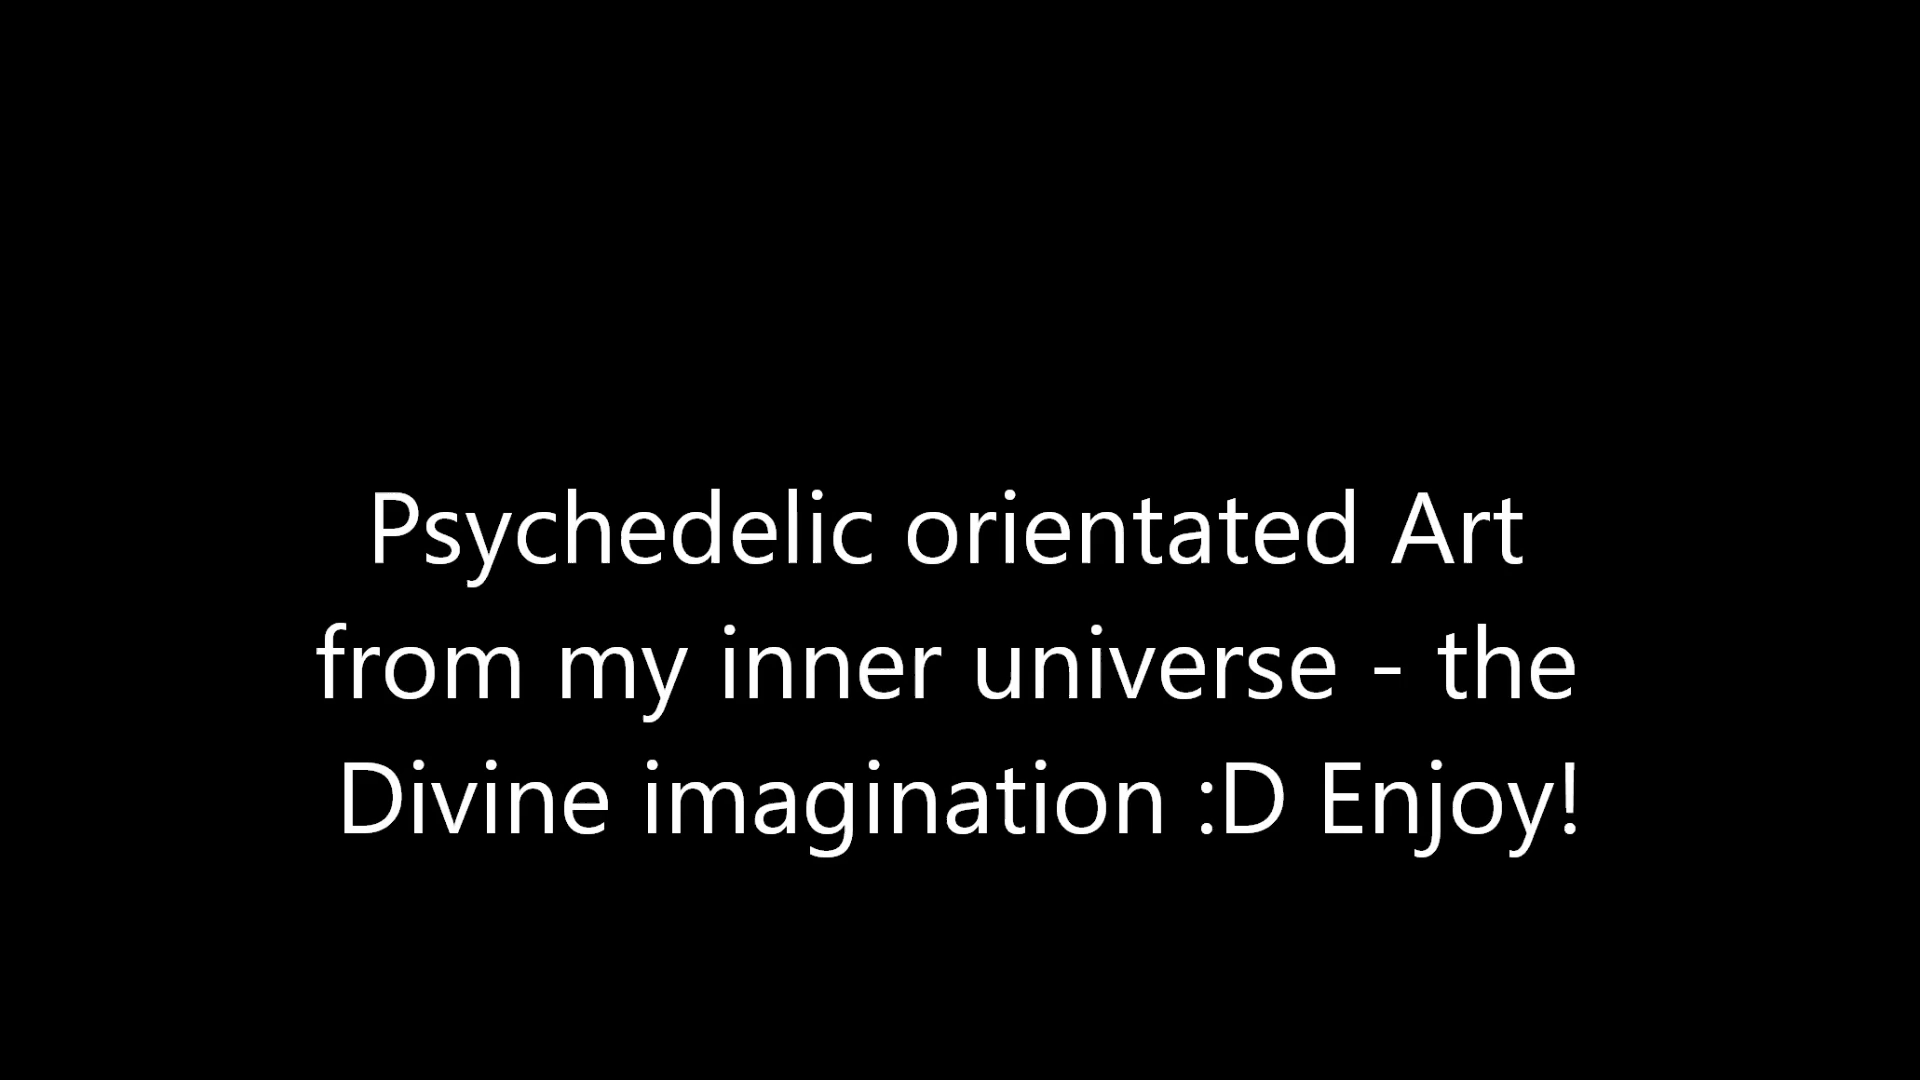 Psychedelic orientated Art
from my inner universe - the
Divine imagination :D Enjoy!